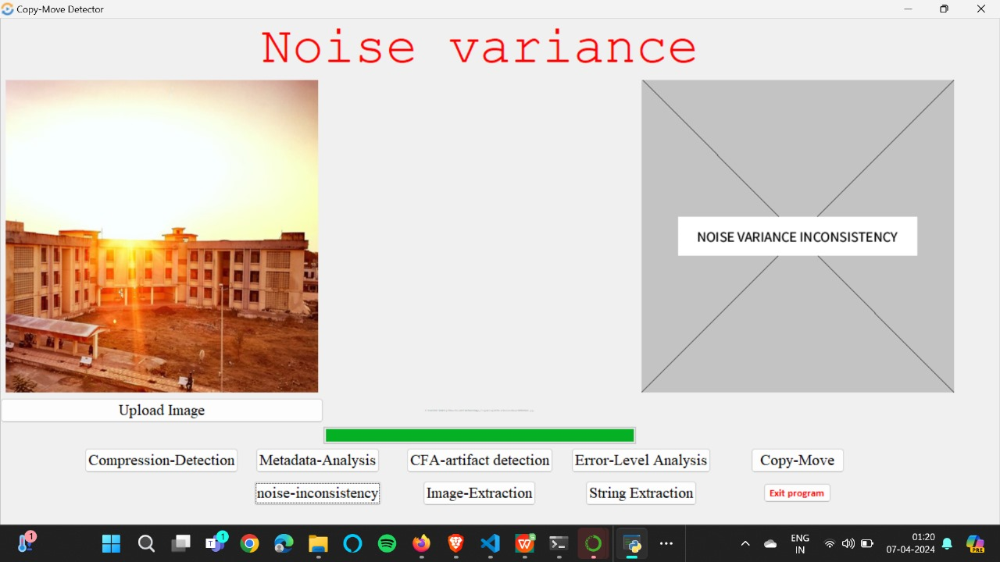 Copy-Move Detector
Noise variance
NOISE VARIANCE INCONSISTENCY
Upload Image
Compression-Detection
Metadata-Analysis
CFA-artifact detection
Error-Level Analysis
Copy-Move
noise-inconsistency
Image-Extraction
String Extraction
Exit program
1
1
ENG
IN
01:20
07-04-2024
PRE